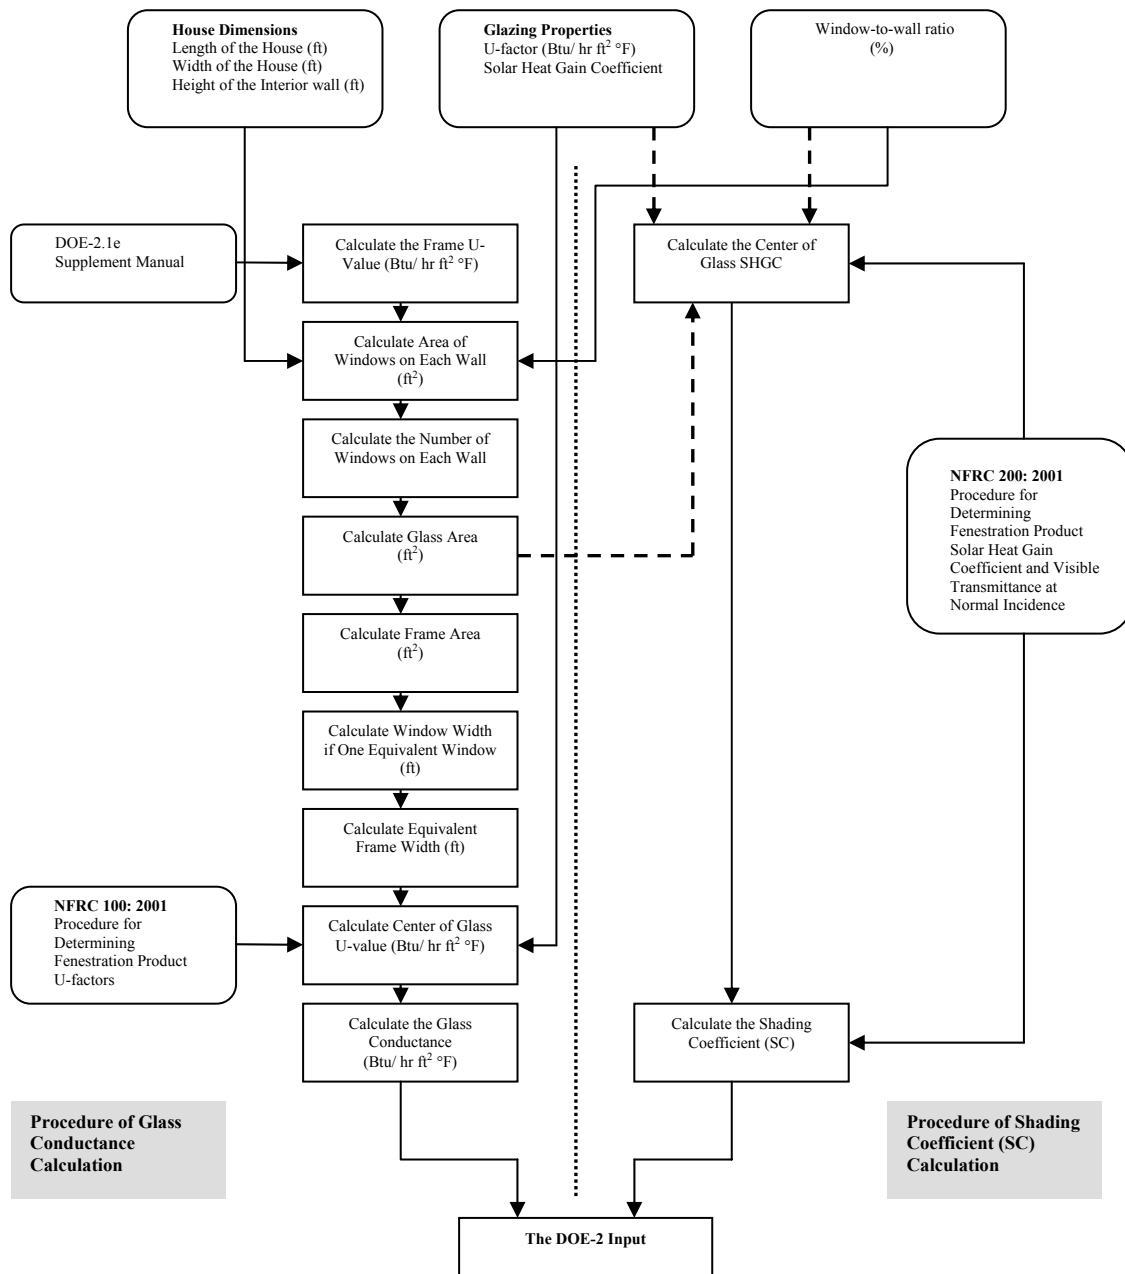 House Dimensions
Length of the House (ft)
Width of the House (ft)
Height of the Interior wall (ft)
Glazing Properties
U-factor (Btu/ hr ft² °F)
Solar Heat Gain Coefficient
Window-to-wall ratio
(%)
DOE-2.1e
Supplement Manual
Calculate the Frame U-
Value (Btu/ hr ft² °F)
Calculate the Center of
Glass SHGC
Calculate Area of
Windows on Each Wall
(ft²)
Calculate the Number of
Windows on Each Wall
Calculate Glass Area
(ft²)
NFRC 200: 2001
Procedure for
Determining
Fenestration Product
Solar Heat Gain
Coefficient and Visible
Transmittance at
Normal Incidence
Calculate Frame Area
(ft²)
Calculate Window Width
if One Equivalent Window
(ft)
Calculate Equivalent
Frame Width (ft)
NFRC 100: 2001
Procedure for
Determining
Fenestration Product
U-factors
Calculate Center of Glass
U-value (Btu/ hr ft² °F)
Calculate the Glass
Conductance
(Btu/ hr ft² °F)
Calculate the Shading
Coefficient (SC)
Procedure of Glass
Conductance
Calculation
Procedure of Shading
Coefficient (SC)
Calculation
The DOE-2 Input